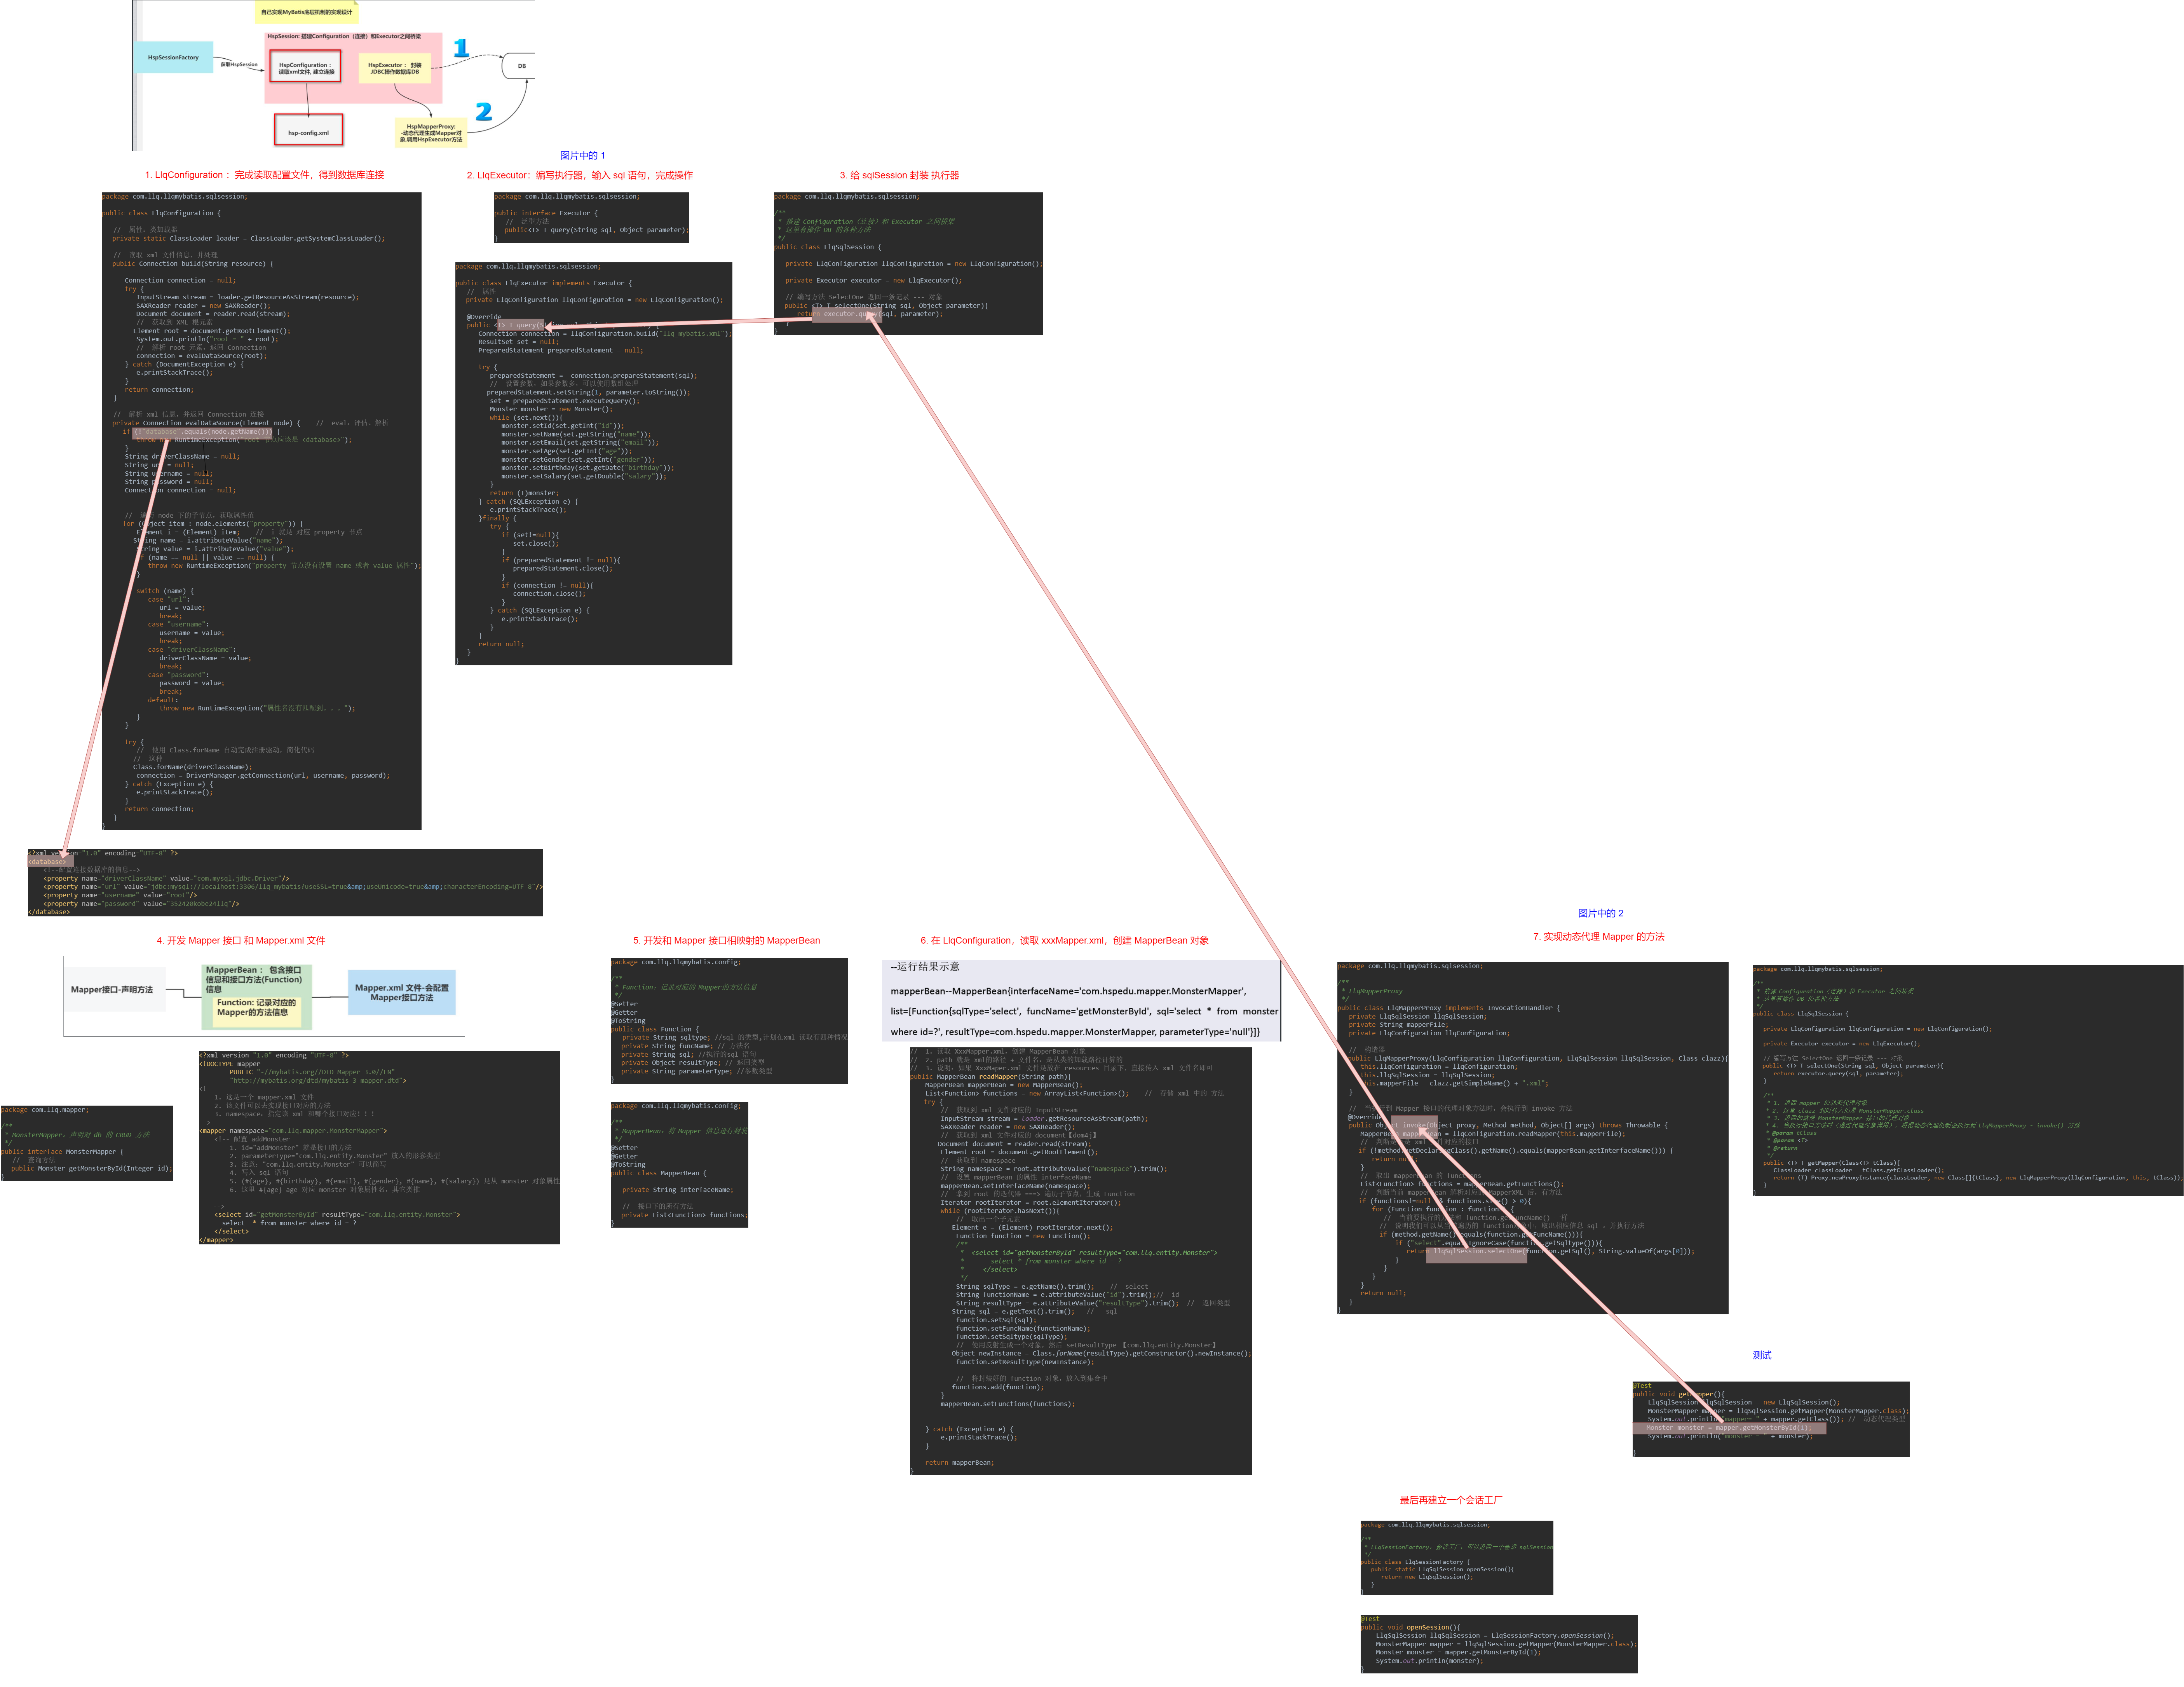 自己实现MyBatis底层机制的实现设计
HspSession: 搭建Configuration（连接）和Executor之间桥梁
HspSessionFactory
获取HspSession
HspConfiguration：
读取xml文件, 建立连接
HspExecutor： 封装
JDBC操作数据库DB
1
DB
2
hsp-config.xml
HspMapperProxy:
-动态代理生成Mapper对
象,调用HspExecutor方法
图片中的 1
1. LlqConfiguration： 完成读取配置文件，得到数据库连接
package com.llq.llqmybatis.sqlsession;
public class LlqConfiguration {
// 属性：类加载器
private static ClassLoader loader = ClassLoader.getSystemClassLoader();
// 读取 xml 文件信息，并处理
public Connection build(String resource) {
Connection connection = null;
try {
InputStream stream = loader.getResourceAsStream(resource);
SAXReader reader = new SAXReader();
Document document = reader.read(stream);
// 获取到 XML 根元素
Element root = document.getRootElement();
System.out.println("root = " + root);
// 解析 root 元素，返回 Connection
connection = evalDataSource(root);
} catch (DocumentException e) {
e.printStackTrace();
}
return connection;
}
// 解析 xml 信息，并返回 Connection 连接
private Connection evalDataSource(Element node) { // eval：评估、解析
if (!"database".equals(node.getName())) {
throw new RuntimeException("root 节点应该是 <database>");
}
String driverClassName = null;
String url = null;
String username = null;
String password = null;
Connection connection = null;
// node 下的子节点，获取属性值
for (Object item : node.elements("property")) {
Element i = (Element) item; // i 就是 对应 property 节点
String name = i.attributeValue("name");
String value = i.attributeValue("value");
if (name == null || value == null) {
throw new RuntimeException("property 节点没有设置 name 或者 value 属性");
}
switch (name) {
case "url":
url = value;
break;
case "username":
username = value;
break;
case "driverClassName":
driverClassName = value;
break;
case "password":
password = value;
break;
default:
throw new RuntimeException("属性名没有匹配到。。。");
}
}
try {
// 使用 Class.forName 自动完成注册驱动，简化代码
// 这种
Class.forName(driverClassName);
connection = DriverManager.getConnection(url, username, password);
} catch (Exception e) {
e.printStackTrace();
}
return connection;
}
}
<?xml version="1.0" encoding="UTF-8" ?>
<database>
<!--配置连接数据库的信息-->
<property name="driverClassName" value="com.mysql.jdbc.Driver"/>
<property name="url" value="jdbc:mysql://localhost:3306/llq_mybatis?useSSL=true&amp;useUnicode=true&amp;characterEncoding=UTF-8"/>
<property name="username" value="root"/>
<property name="password" value="352420kobe24llq"/>
</database>
2. LlqExecutor：编写执行器，输入 sql 语句，完成操作
package com.llq.llqmybatis.sqlsession;
public interface Executor {
// 泛型方法
public<T> T query(String sql, Object parameter);
}
package com.llq.llqmybatis.sqlsession;
public class LlqExecutor implements Executor {
// 属性
private LlqConfiguration llqConfiguration = new LlqConfiguration();
@Override
public <T> T query(
Connection connection = llqConfiguration.build("llq_mybatis.xml");
ResultSet set = null;
PreparedStatement preparedStatement = null;
try {
preparedStatement = connection.prepareStatement(sql);
// 设置参数，如果参数多，可以使用数组处理
preparedStatement.setString(1, parameter.toString());
set = preparedStatement.executeQuery();
Monster monster = new Monster();
while (set.next()){
monster.setId(set.getInt("id"));
monster.setName(set.getString("name"));
monster.setEmail(set.getString("email"));
monster.setAge(set.getInt("age"));
monster.setGender(set.getInt("gender"));
monster.setBirthday(set.getDate("birthday"));
monster.setSalary(set.getDouble("salary"));
}
return (T)monster;
} catch (SQLException e) {
e.printStackTrace();
}finally {
try {
if (set!=null){
set.close();
}
if (preparedStatement != null){
preparedStatement.close();
}
if (connection != null){
connection.close();
}
} catch (SQLException e) {
e.printStackTrace();
}
}
return null;
}
}
3. 给 sqlSession 封装 执行器
package com.llq.llqmybatis.sqlsession;
/**
* 搭建 Configuration（连接）和 Executor 之间桥梁
* 这里有操作 DB 的各种方法
*/
public class LlqSqlSession {
private LlqConfiguration llqConfiguration = new LlqConfiguration();
private Executor executor = new LlqExecutor();
// 编写方法 SelectOne 返回一条记录 --- 对象
public <T> T selectOne(String sql, Object parameter){
return executor.query(sql, parameter);
}
}
4. 开发 Mapper 接口 和 Mapper.xml 文件
Mapper接口-声明方法
MapperBean： 包含接口
信息和接口方法(Function)
信息
Function: 记录对应的
Mapper的方法信息
Mapper.xml 文件-会配置
Mapper接口方法
package com.llq.mapper;
/**
* MonsterMapper：声明对 db 的 CRUD 方法
*/
public interface MonsterMapper {
// 查询方法
public Monster getMonsterById(Integer id);
}
<?xml version="1.0" encoding="UTF-8" ?>
<!DOCTYPE mapper
PUBLIC "-//mybatis.org//DTD Mapper 3.0//EN"
"http://mybatis.org/dtd/mybatis-3-mapper.dtd">
<!--
1. 这是一个 mapper.xml 文件
2. 该文件可以去实现接口对应的方法
3. namespace：指定该 xml 和哪个接口对应！！！
-->
<mapper namespace="com.llq.mapper.MonsterMapper">
<!-- 配置 addMonster
1. id="addMonster" 就是接口的方法
2. parameterType="com.llq.entity.Monster" 放入的形参类型
3. 注意："com.llq.entity.Monster" 可以简写
4. 写入 sql 语句
5. (#{age}, #{birthday}, #{email}, #{gender}, #{name}, #{salary}) 是从 monster 对象属性
6. 这里 #{age} age 对应 monster 对象属性名，其它类推
-->
<select id="getMonsterById" resultType="com.llq.entity.Monster">
select * from monster where id = ?
</select>
</mapper>
5. 开发和 Mapper 接口相映射的 MapperBean
package com.llq.llqmybatis.config;
/**
* Function：记录对应的 Mapper的方法信息
*/
@Setter
@Getter
@ToString
public class Function {
private String sqltype; //sql 的类型,计划在xml 读取有四种情况
private String funcName; // 方法名
private String sql; //执行的sql 语句
private Object resultType; // 返回类型
private String parameterType; //参数类型
}
package com.llq.llqmybatis.config;
/**
* MapperBean：将 Mapper 信息进行封装
*/
@Setter
@Getter
@ToString
public class MapperBean {
private String interfaceName;
// 接口下的所有方法
private List<Function> functions;
}
6. 在 LlqConfiguration，读取 xxxMapper.xml，创建 MapperBean 对象
--运行结果示意
mapperBean--MapperBean{interfaceName='com.hspedu.mapper.MonsterMapper',
list=[Function{sqlType='select', funcName='getMonsterById', sql='select * from monster
where id=?', resultType=com.hspedu.mapper.MonsterMapper, parameterType='null'}]}
// 1. 读取 XxxMapper.xml，创建 MapperBean 对象
// 2. path 就是 xml的路径 + 文件名，是从类的加载路径计算的
// 3. 说明：如果 XxxMaper.xml 文件是放在 resources 目录下，直接传入 xml 文件名即可
public MapperBean readMapper(String path){
MapperBean mapperBean = new MapperBean();
List<Function> functions = new ArrayList<Function>(); // 存储 xml 中的 方法
try {
// 获取到 xml 文件对应的 InputStream
InputStream stream = loader.getResourceAsStream(path);
SAXReader reader = new SAXReader();
// 获取到 xml 文件对应的 document【dom4j】
Document document = reader.read(stream);
Element root = document.getRootElement();
// 获取到 namespace
String namespace = root.attributeValue("namespace").trim();
// 设置 mapperBean 的属性 interfaceName
mapperBean.setInterfaceName(namespace);
// 拿到 root 的迭代器 ===> 遍历子节点，生成 Function
Iterator rootIterator = root.elementIterator();
while (rootIterator.hasNext()){
// 取出一个子元素
Element e = (Element) rootIterator.next();
Function function = new Function();
/**
* <select id="getMonsterById" resultType="com.llq.entity.Monster">
* select * from monster where id = ?
* </select>
*/
String sqlType = e.getName().trim(); // select
String functionName = e.attributeValue("id").trim();// id
String resultType = e.attributeValue("resultType").trim(); // 返回类型
String sql = e.getText().trim(); // sql
function.setSql(sql);
function.setFuncName(functionName);
function.setSqltype(sqlType);
// 使用反射生成一个对象，然后 setResultType 【com.llq.entity.Monster】
Object newInstance = Class.forName(resultType).getConstructor().newInstance();
function.setResultType(newInstance);
// 将封装好的 function 对象，放入到集合中
functions.add(function);
}
mapperBean.setFunctions(functions);
} catch (Exception e) {
e.printStackTrace();
}
return mapperBean;
}
图片中的 2
7. 实现动态代理 Mapper 的方法
package com.llq.llqmybatis.sqlsession;
/**
* LlqMapperProxy
*/
public class LlqMapperProxy implements InvocationHandler {
private LlqSqlSession llqSqlSession;
private String mapperFile;
private LlqConfiguration llqConfiguration;
// 构造器
public LlqMapperProxy(LlqConfiguration llqConfiguration, LlqSqlSession llqSqlSession, Class clazz){
this.llqConfiguration = llqConfiguration;
this.llqSqlSession = llqSqlSession;
this.mapperFile = clazz.getSimpleName() + ".xml";
}
// Mapper 接口的代理对象方法时，会执行到 invoke 方法
@Override
public Object invoke(Object proxy, Method method, Object[] args) throws Throwable {
MapperBean mapperBean = llqConfiguration.readMapper(this.mapperFile);
// 判断 xml 对应的接口
if (!method.getDeclaringClass().getName().equals(mapperBean.getInterfaceName())) {
return null;
}
// 取出 mapperBean 的 functions
List<Function> functions = mapperBean.getFunctions();
// 判断当前 mapperBean 解析对应的 MapperXML 后，有方法
if (functions!=null && functions.size() > 0){
for (Function function : functions) {
// 当前要执行的方法和 function.getFuncName() 一样
// 说明我们可以从当前遍历的 function 中，取出相应信息 sql ，并执行方法
if (method.getName().equals(function.getFuncName())){
if ("select".equalsIgnoreCase(function.getSqltype())){
return llqSqlSession.selectOne(function.getSql(), String.valueOf(args[0]));
}
}
}
}
return null;
}
}
package com.llq.llqmybatis.sqlsession;
/**
* 搭建 Configuration（连接）和 Executor 之间桥梁
* 这里有操作 DB 的各种方法
*/
public class LlqSqlSession {
private LlqConfiguration llqConfiguration = new LlqConfiguration();
private Executor executor = new LlqExecutor();
// 编写方法 SelectOne 返回一条记录 --- 对象
public <T> T selectOne(String sql, Object parameter){
return executor.query(sql, parameter);
}
/**
* 1. 返回 mapper 的动态代理对象
* 2. 这里 clazz 到时传入的是 MonsterMapper.class
* 3. 返回的就是 MonsterMapper 接口的代理对象
* 4. 当执行接口方法时（通过代理对象调用），根据动态代理机制会执行到 LlqMapperProxy - invoke() 方法
* @param tClass
* @param <T>
* @return
*/
public <T> T getMapper(Class<T> tClass){
ClassLoader classLoader = tClass.getClassLoader();
return (T) Proxy.newProxyInstance(classLoader, new Class[]{tClass}, new LlqMapperProxy(llqConfiguration, this, tClass));
}
}
测试
@Test
public void getMapper(){
LlqSqlSession llqSqlSession = new LlqSqlSession();
MonsterMapper mapper = llqSqlSession.getMapper(MonsterMapper.class);
System.out.println("mapper= " + mapper.getClass()); // 动态代理类型
Monster monster = mapper.getMonsterById(1);
System.out.println("monster = " + monster);
}
最后再建立一个会话工厂
package com.llq.llqmybatis.sqlsession;
/**
* LlqSessionFactory: 会话工厂，可以返回一个会话 sqlSession
*/
public class LlqSessionFactory {
public static LlqSqlSession openSession(){
return new LlqSqlSession();
}
}
@Test
public void openSession(){
LlqSqlSession llqSqlSession = LlqSessionFactory.openSession();
MonsterMapper mapper = llqSqlSession.getMapper(MonsterMapper.class);
Monster monster = mapper.getMonsterById(1);
System.out.println(monster);
}